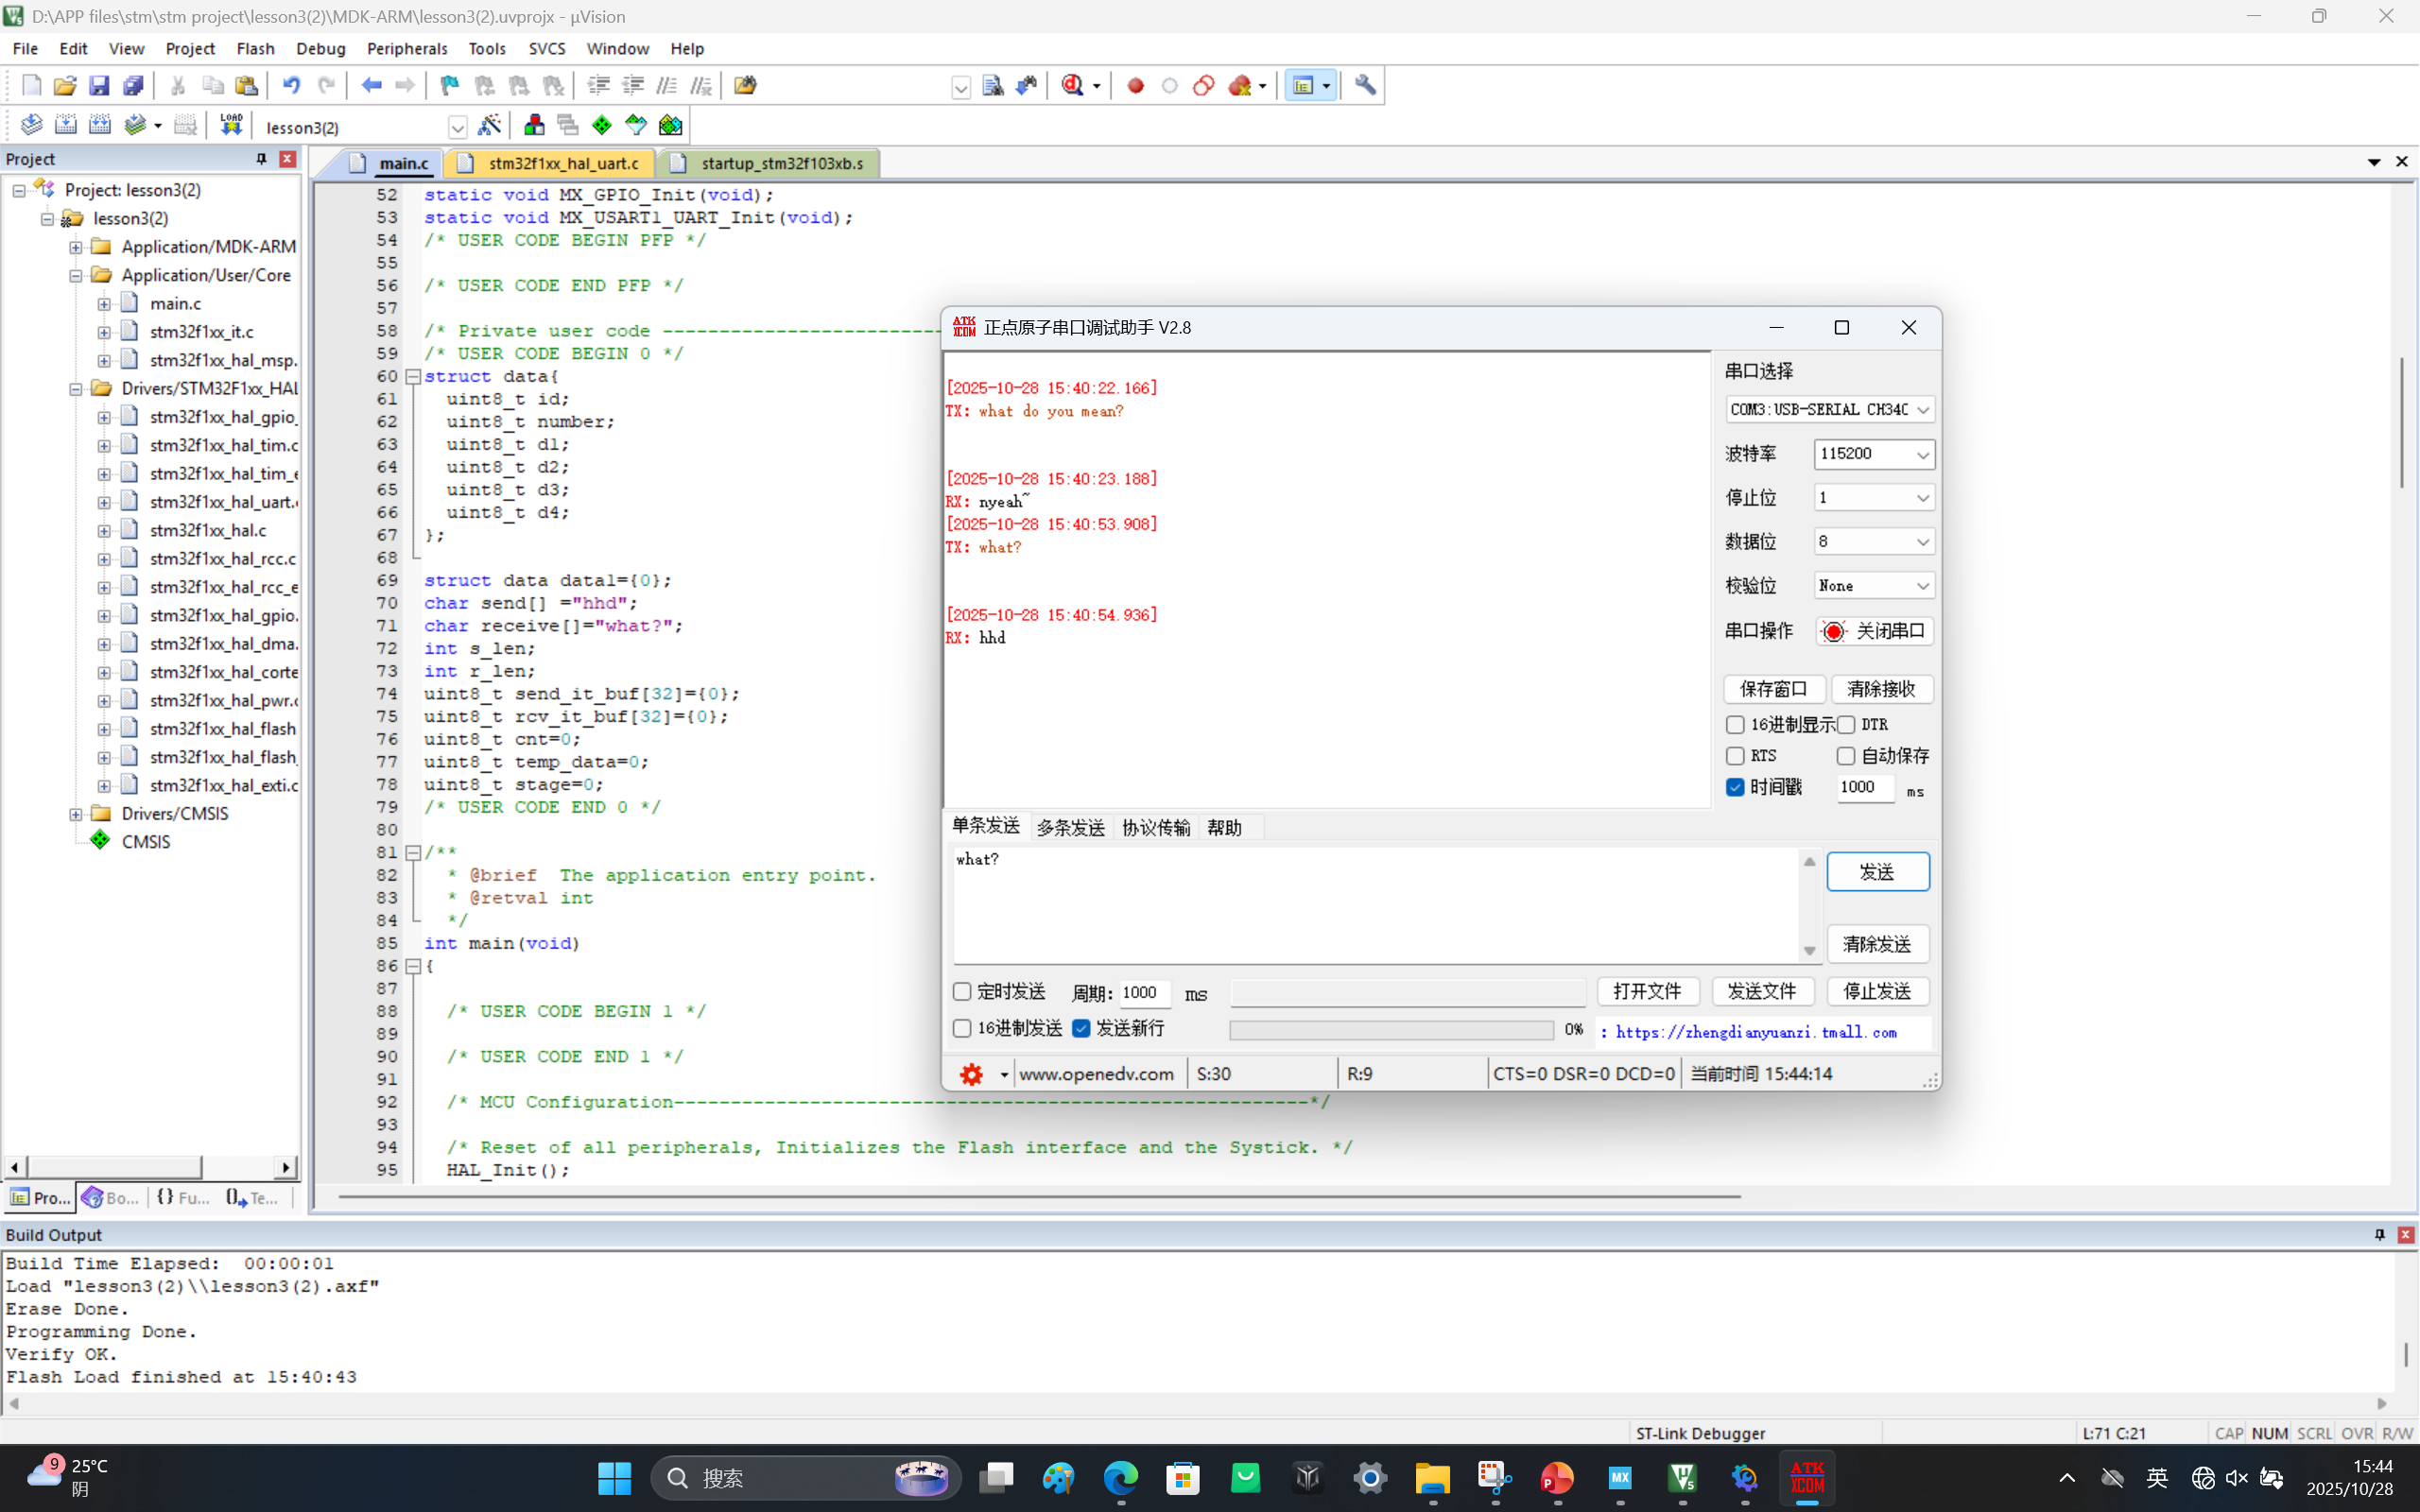 D:\APP files\stm\stm project\lesson3(2)\MDK-ARM\lesson3(2).uvprojx - µVision
File Edit View Project Flash Debug Peripherals Tools SVCS Window Help
LOAD
lesson3(2)
Project
main.c
stm32f1xx_hal_uart.c
startup_stm32f103xb.s
Project: lesson3(2)
lesson3(2)
Application/MDK-ARM
Application/User/Core
main.c
stm32f1xx_it.c
stm32f1xx_hal_msp.
Drivers/STM32F1xx_HAL
stm32f1xx_hal_gpio_
stm32f1xx_hal_tim.c
stm32f1xx_hal_tim_e
stm32f1xx_hal_uart.
stm32f1xx_hal.c
stm32f1xx_hal_rcc.c
stm32f1xx_hal_rcc_e
stm32f1xx_hal_gpio.
stm32f1xx_hal_dma.
stm32f1xx_hal_corte
stm32f1xx_hal_pwr.c
stm32f1xx_hal_flash
stm32f1xx_hal_flash_
stm32f1xx_hal_exti.c
Drivers/CMSIS
CMSIS
Pro... Bo... {} Fu... Te...
52 static void MX_GPIO_Init(void);
53 static void MX_USART1_UART_Init(void);
54 /* USER CODE BEGIN PFP */
55
56 /* USER CODE END PFP */
57
58 /* Private user code -------------------------
59 /* USER CODE BEGIN 0 */
60 struct data{
61 uint8_t id;
62 uint8_t number;
63 uint8_t d1;
64 uint8_t d2;
65 uint8_t d3;
66 uint8_t d4;
67 };
68
69 struct data data1={0};
70 char send[] ="hhd";
71 char receive[]="what?";
72 int s_len;
73 int r_len;
74 uint8_t send_it_buf[32]={0};
75 uint8_t rcv_it_buf[32]={0};
76 uint8_t cnt=0;
77 uint8_t temp_data=0;
78 uint8_t stage=0;
79 /* USER CODE END 0 */
80
81 /**
82 * @brief  The application entry point.
83 * @retval int
84 */
85 int main(void)
86 {
87
88 /* USER CODE BEGIN 1 */
89
90 /* USER CODE END 1 */
91
92 /* MCU Configuration--------------------------------------------------------*/
93
94 /* Reset of all peripherals, Initializes the Flash interface and the Systick. */
95 HAL_Init();
ATK XCOM 正点原子串口调试助手 V2.8
[2025-10-28 15:40:22.166]
TX: what do you mean?
[2025-10-28 15:40:23.188]
RX: nyeah~
[2025-10-28 15:40:53.908]
TX: what?
[2025-10-28 15:40:54.936]
RX: hhd
串口选择
COM3:USB-SERIAL CH340
波特率 115200
停止位 1
数据位 8
校验位 None
串口操作 关闭串口
保存窗口 清除接收
16进制显示 DTR
RTS 自动保存
时间戳 1000 ms
单条发送 多条发送 协议传输 帮助
what?
发送
清除发送
定时发送 周期: 1000 ms 打开文件 发送文件 停止发送
16进制发送 发送新行 0% : https://zhengdianyuanzi.tmall.com
www.openedv.com S:30 R:9 CTS=0 DSR=0 DCD=0 当前时间 15:44:14
Build Output
Build Time Elapsed:  00:00:01
Load "lesson3(2)\\lesson3(2).axf"
Erase Done.
Programming Done.
Verify OK.
Flash Load finished at 15:40:43
ST-Link Debugger L:71 C:21 CAP NUM SCRL OVR R/W
9 25°C
阴
搜索
MX
ATK XCOM
英
15:44
2025/10/28